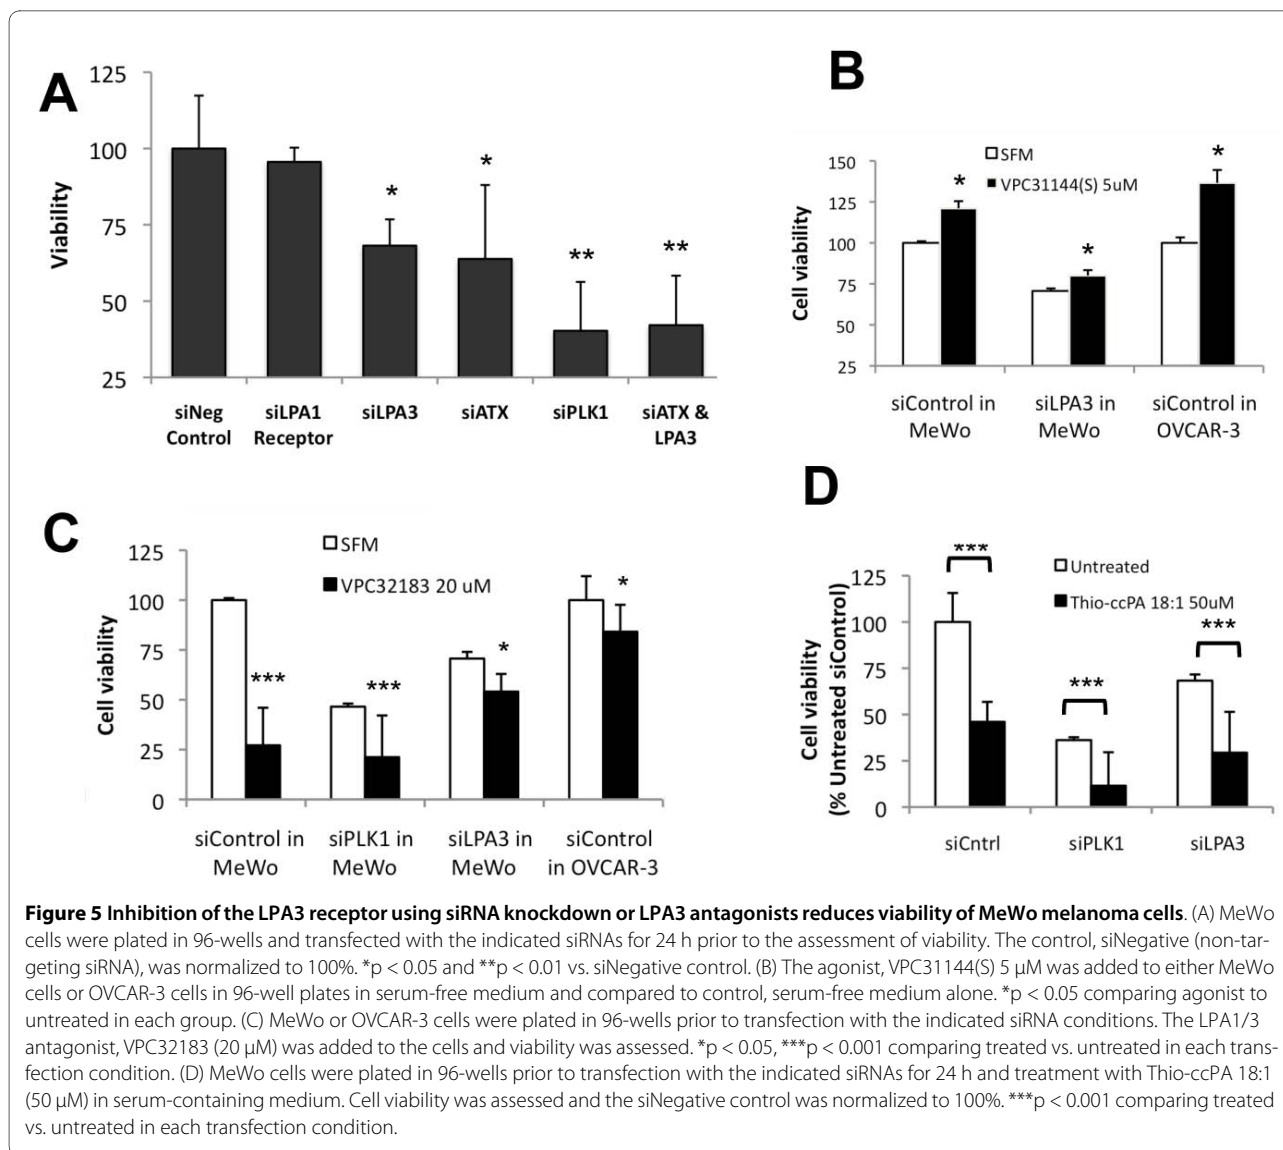 A
125
100
75
50
25
Viability
*
*
**
**
siNeg Control
siLPA1 Receptor
siLPA3
siATX
siPLK1
siATX & LPA3
B
SFM
VPC31144(S) 5uM
150
125
100
75
50
25
Cell viability
*
*
*
siControl in MeWo
siLPA3 in MeWo
siControl in OVCAR-3
C
SFM
VPC32183 20 uM
125
100
75
50
25
0
Cell viability
***
***
*
*
siControl in MeWo
siPLK1 in MeWo
siLPA3 in MeWo
siControl in OVCAR-3
D
Untreated
Thio-ccPA 18:1 50uM
125
100
75
50
25
0
Cell viability
(% Untreated siControl)
***
***
***
siCntrl
siPLK1
siLPA3
Figure 5 Inhibition of the LPA3 receptor using siRNA knockdown or LPA3 antagonists reduces viability of MeWo melanoma cells. (A) MeWo
cells were plated in 96-wells and transfected with the indicated siRNAs for 24 h prior to the assessment of viability. The control, siNegative (non-tar-
geting siRNA), was normalized to 100%. *p < 0.05 and **p < 0.01 vs. siNegative control. (B) The agonist, VPC31144(S) 5 μM was added to either MeWo
cells or OVCAR-3 cells in 96-well plates in serum-free medium and compared to control, serum-free medium alone. *p < 0.05 comparing agonist to
untreated in each group. (C) MeWo or OVCAR-3 cells were plated in 96-wells prior to transfection with the indicated siRNA conditions. The LPA1/3
antagonist, VPC32183 (20 μM) was added to the cells and viability was assessed. *p < 0.05, ***p < 0.001 comparing treated vs. untreated in each trans-
fection condition. (D) MeWo cells were plated in 96-wells prior to transfection with the indicated siRNAs for 24 h and treatment with Thio-ccPA 18:1
(50 μM) in serum-containing medium. Cell viability was assessed and the siNegative control was normalized to 100%. ***p < 0.001 comparing treated
vs. untreated in each transfection condition.